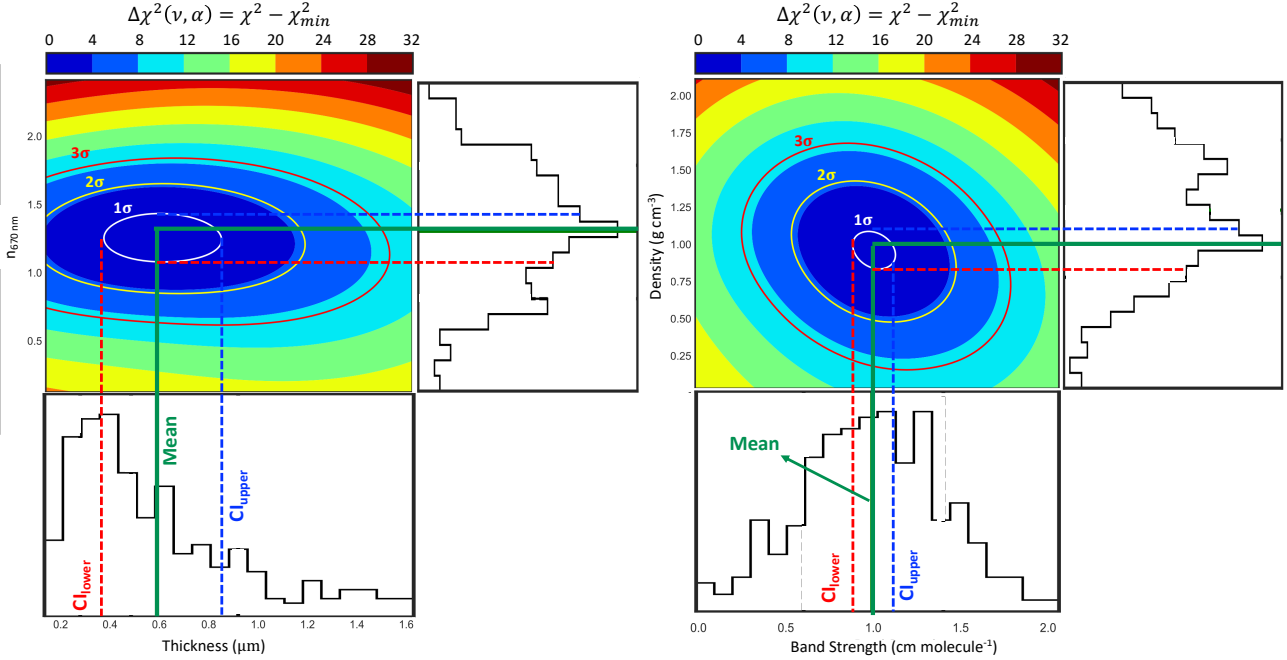 Δχ²(ν, α) = χ² − χ²min
0 4 8 12 16 20 24 28 32
3σ
2σ
1σ
2.0
1.5
1.0
0.5
n670 nm
Mean
CIupper
CIlower
0.2 0.4 0.6 0.8 1.0 1.2 1.4 1.6
Thickness (μm)
Δχ²(ν, α) = χ² − χ²min
0 4 8 12 16 20 24 28 32
3σ
2σ
1σ
2.00
1.75
1.50
1.25
1.00
0.75
0.50
0.25
Density (g cm⁻³)
Mean
CIlower
CIupper
0.0 0.5 1.0 1.5 2.0
Band Strength (cm molecule⁻¹)